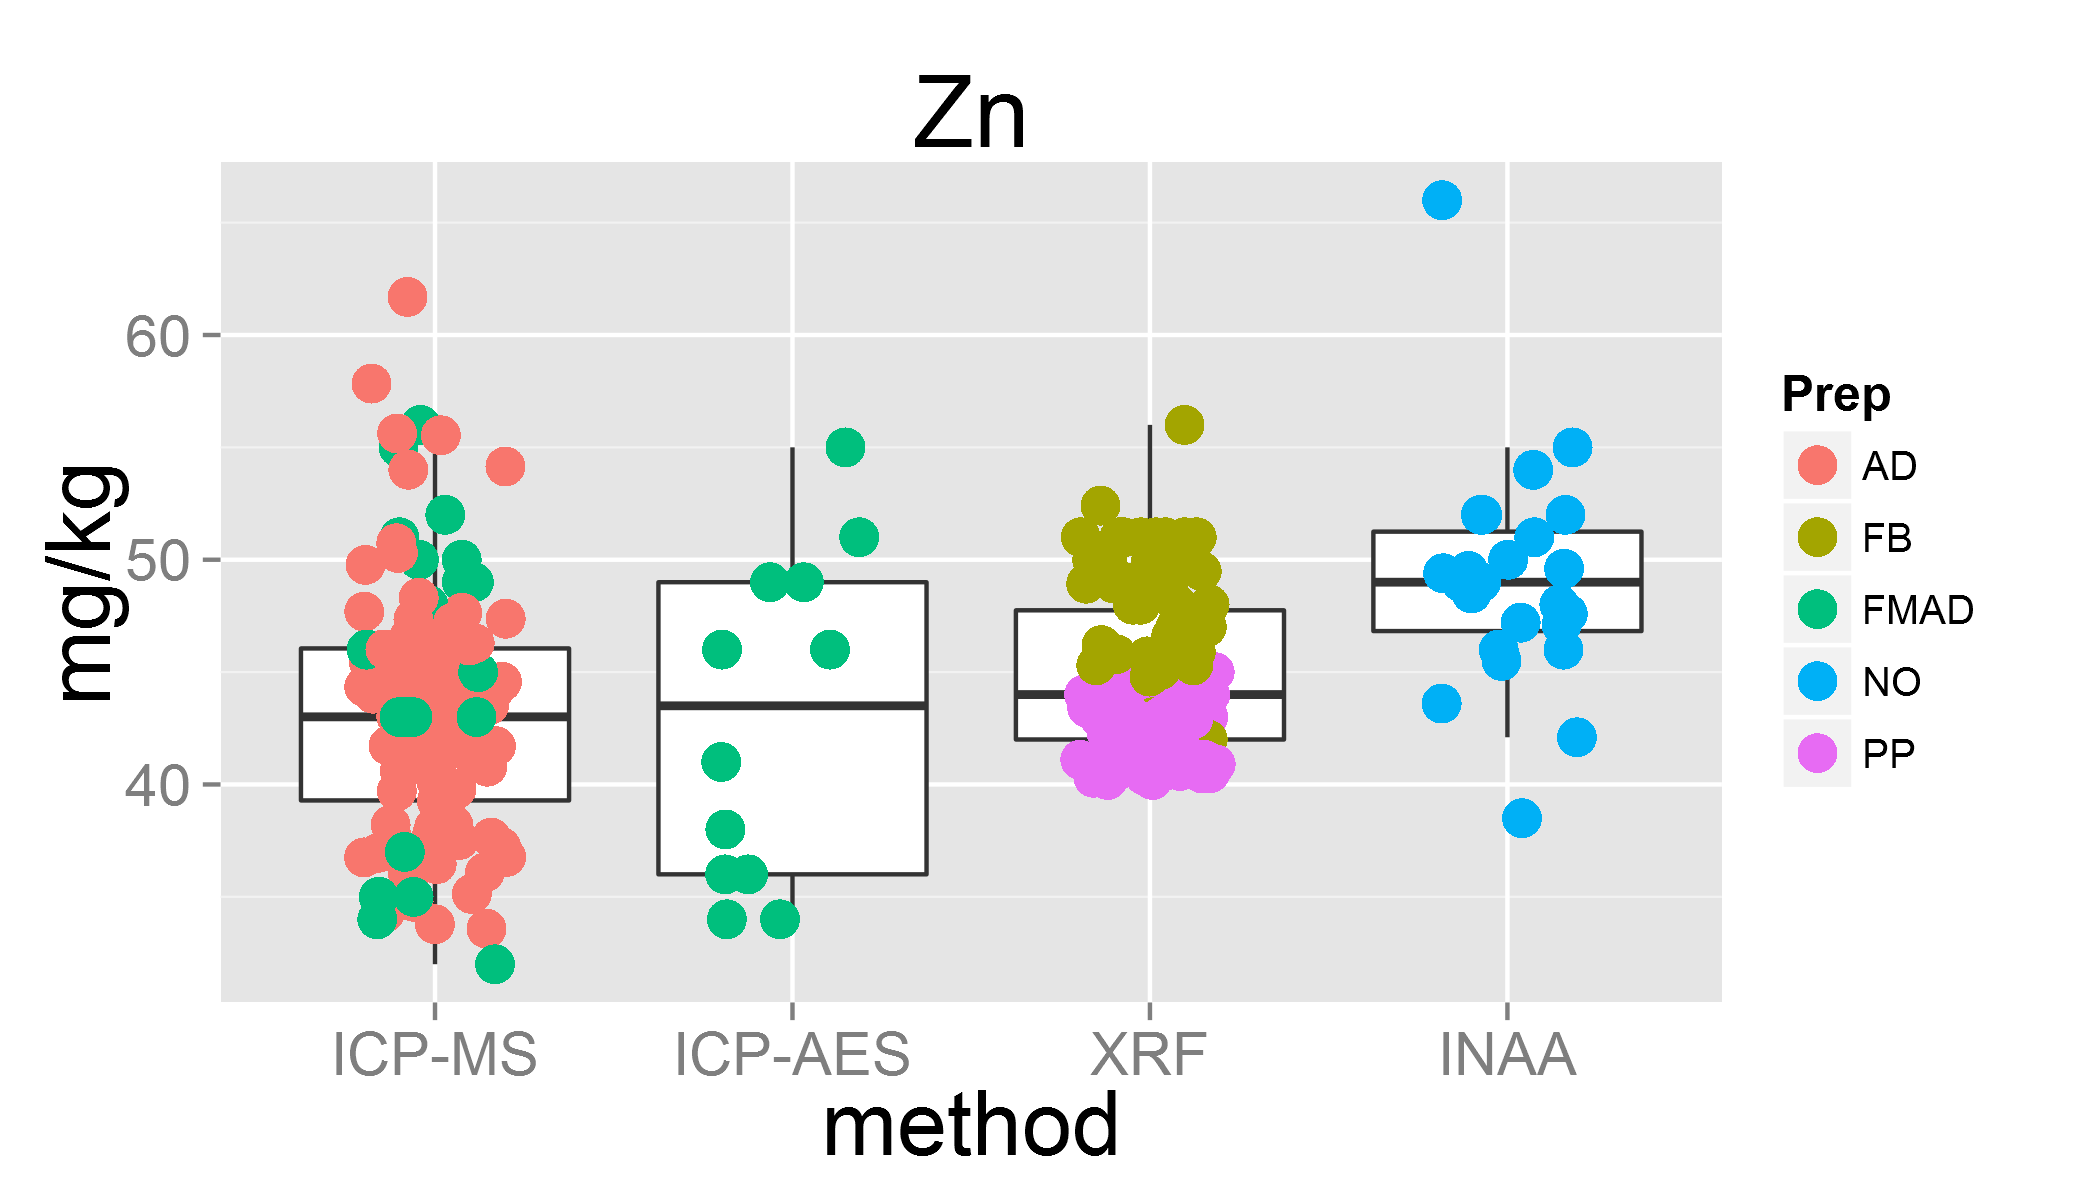 Zn
mg/kg
60
50
40
ICP-MS
ICP-AES
XRF
INAA
method
Prep
AD
FB
FMAD
NO
PP